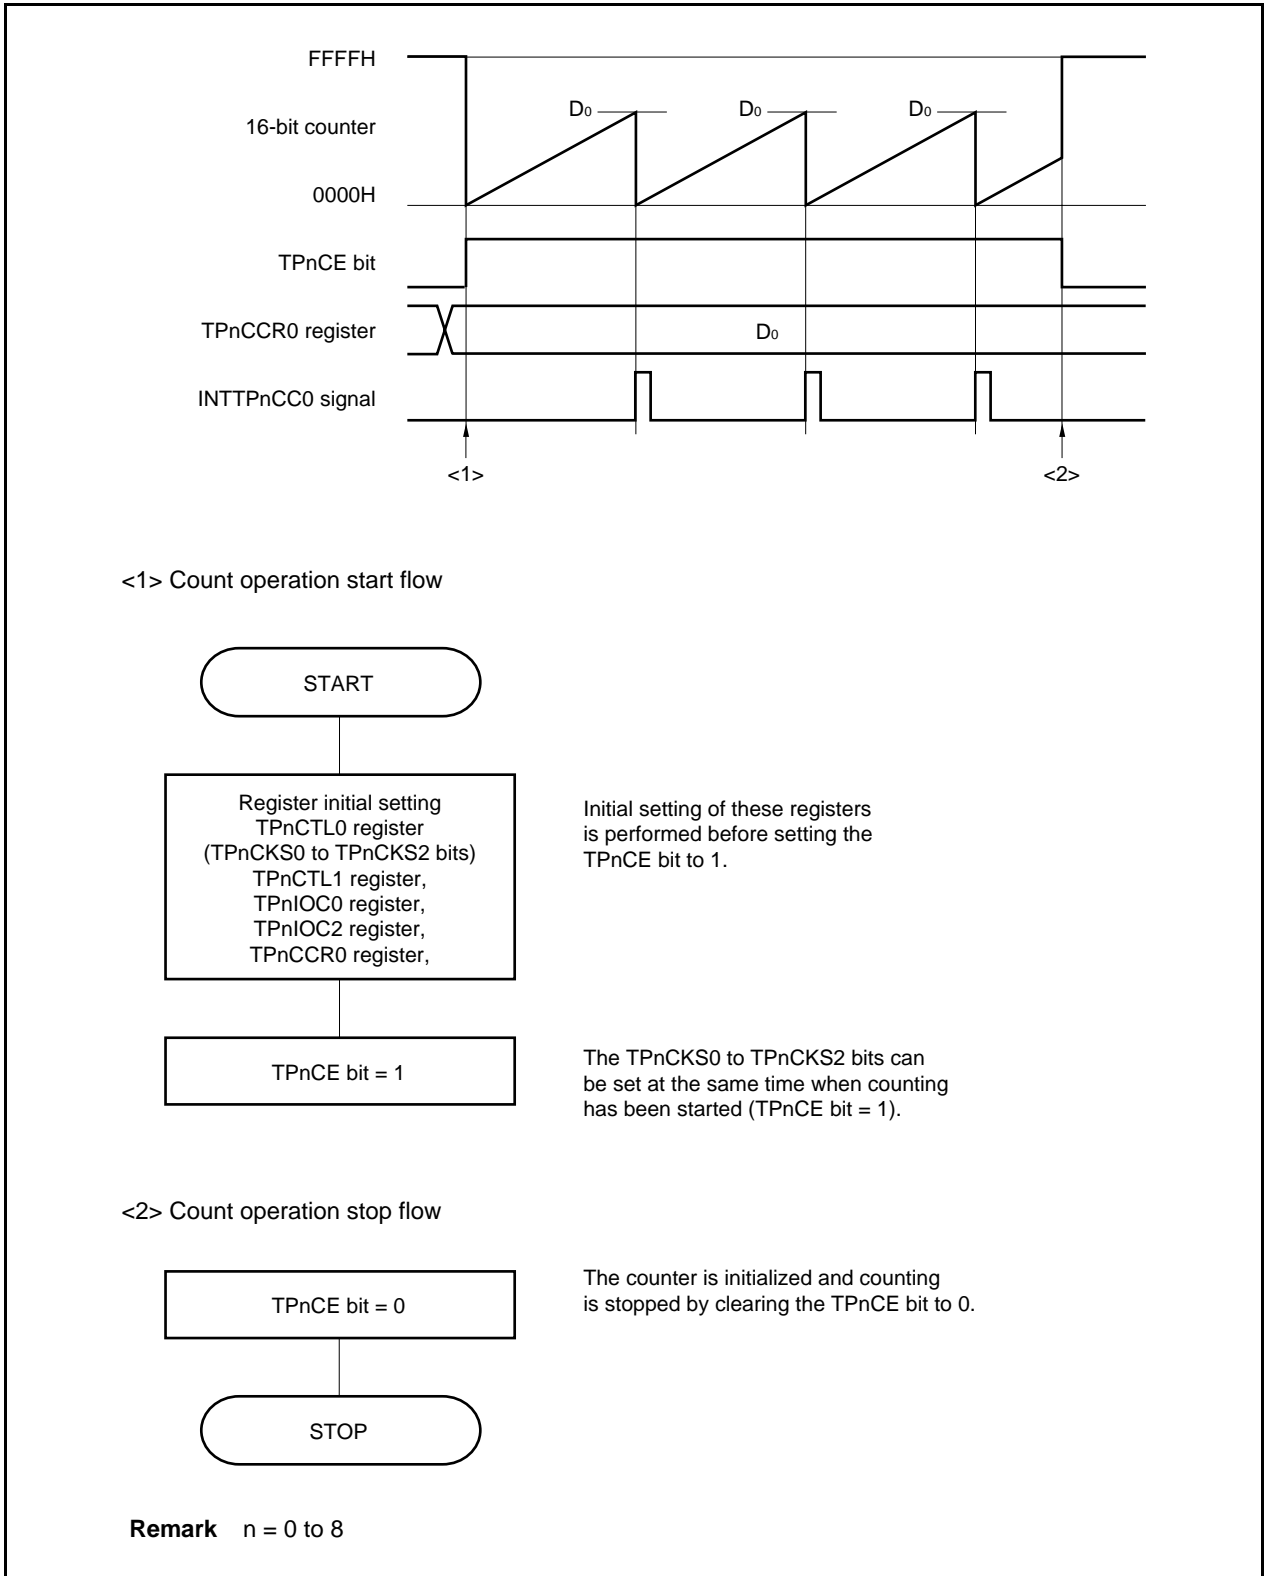 FFFFH
D0 D0 D0
16-bit counter
0000H
TPnCE bit
TPnCCR0 register D0
INTTPnCC0 signal
<1> <2>
<1> Count operation start flow
START
Register initial setting
TPnCTL0 register
(TPnCKS0 to TPnCKS2 bits)
TPnCTL1 register,
TPnIOC0 register,
TPnIOC2 register,
TPnCCR0 register,
Initial setting of these registers
is performed before setting the
TPnCE bit to 1.
TPnCE bit = 1
The TPnCKS0 to TPnCKS2 bits can
be set at the same time when counting
has been started (TPnCE bit = 1).
<2> Count operation stop flow
TPnCE bit = 0
The counter is initialized and counting
is stopped by clearing the TPnCE bit to 0.
STOP
Remark n = 0 to 8